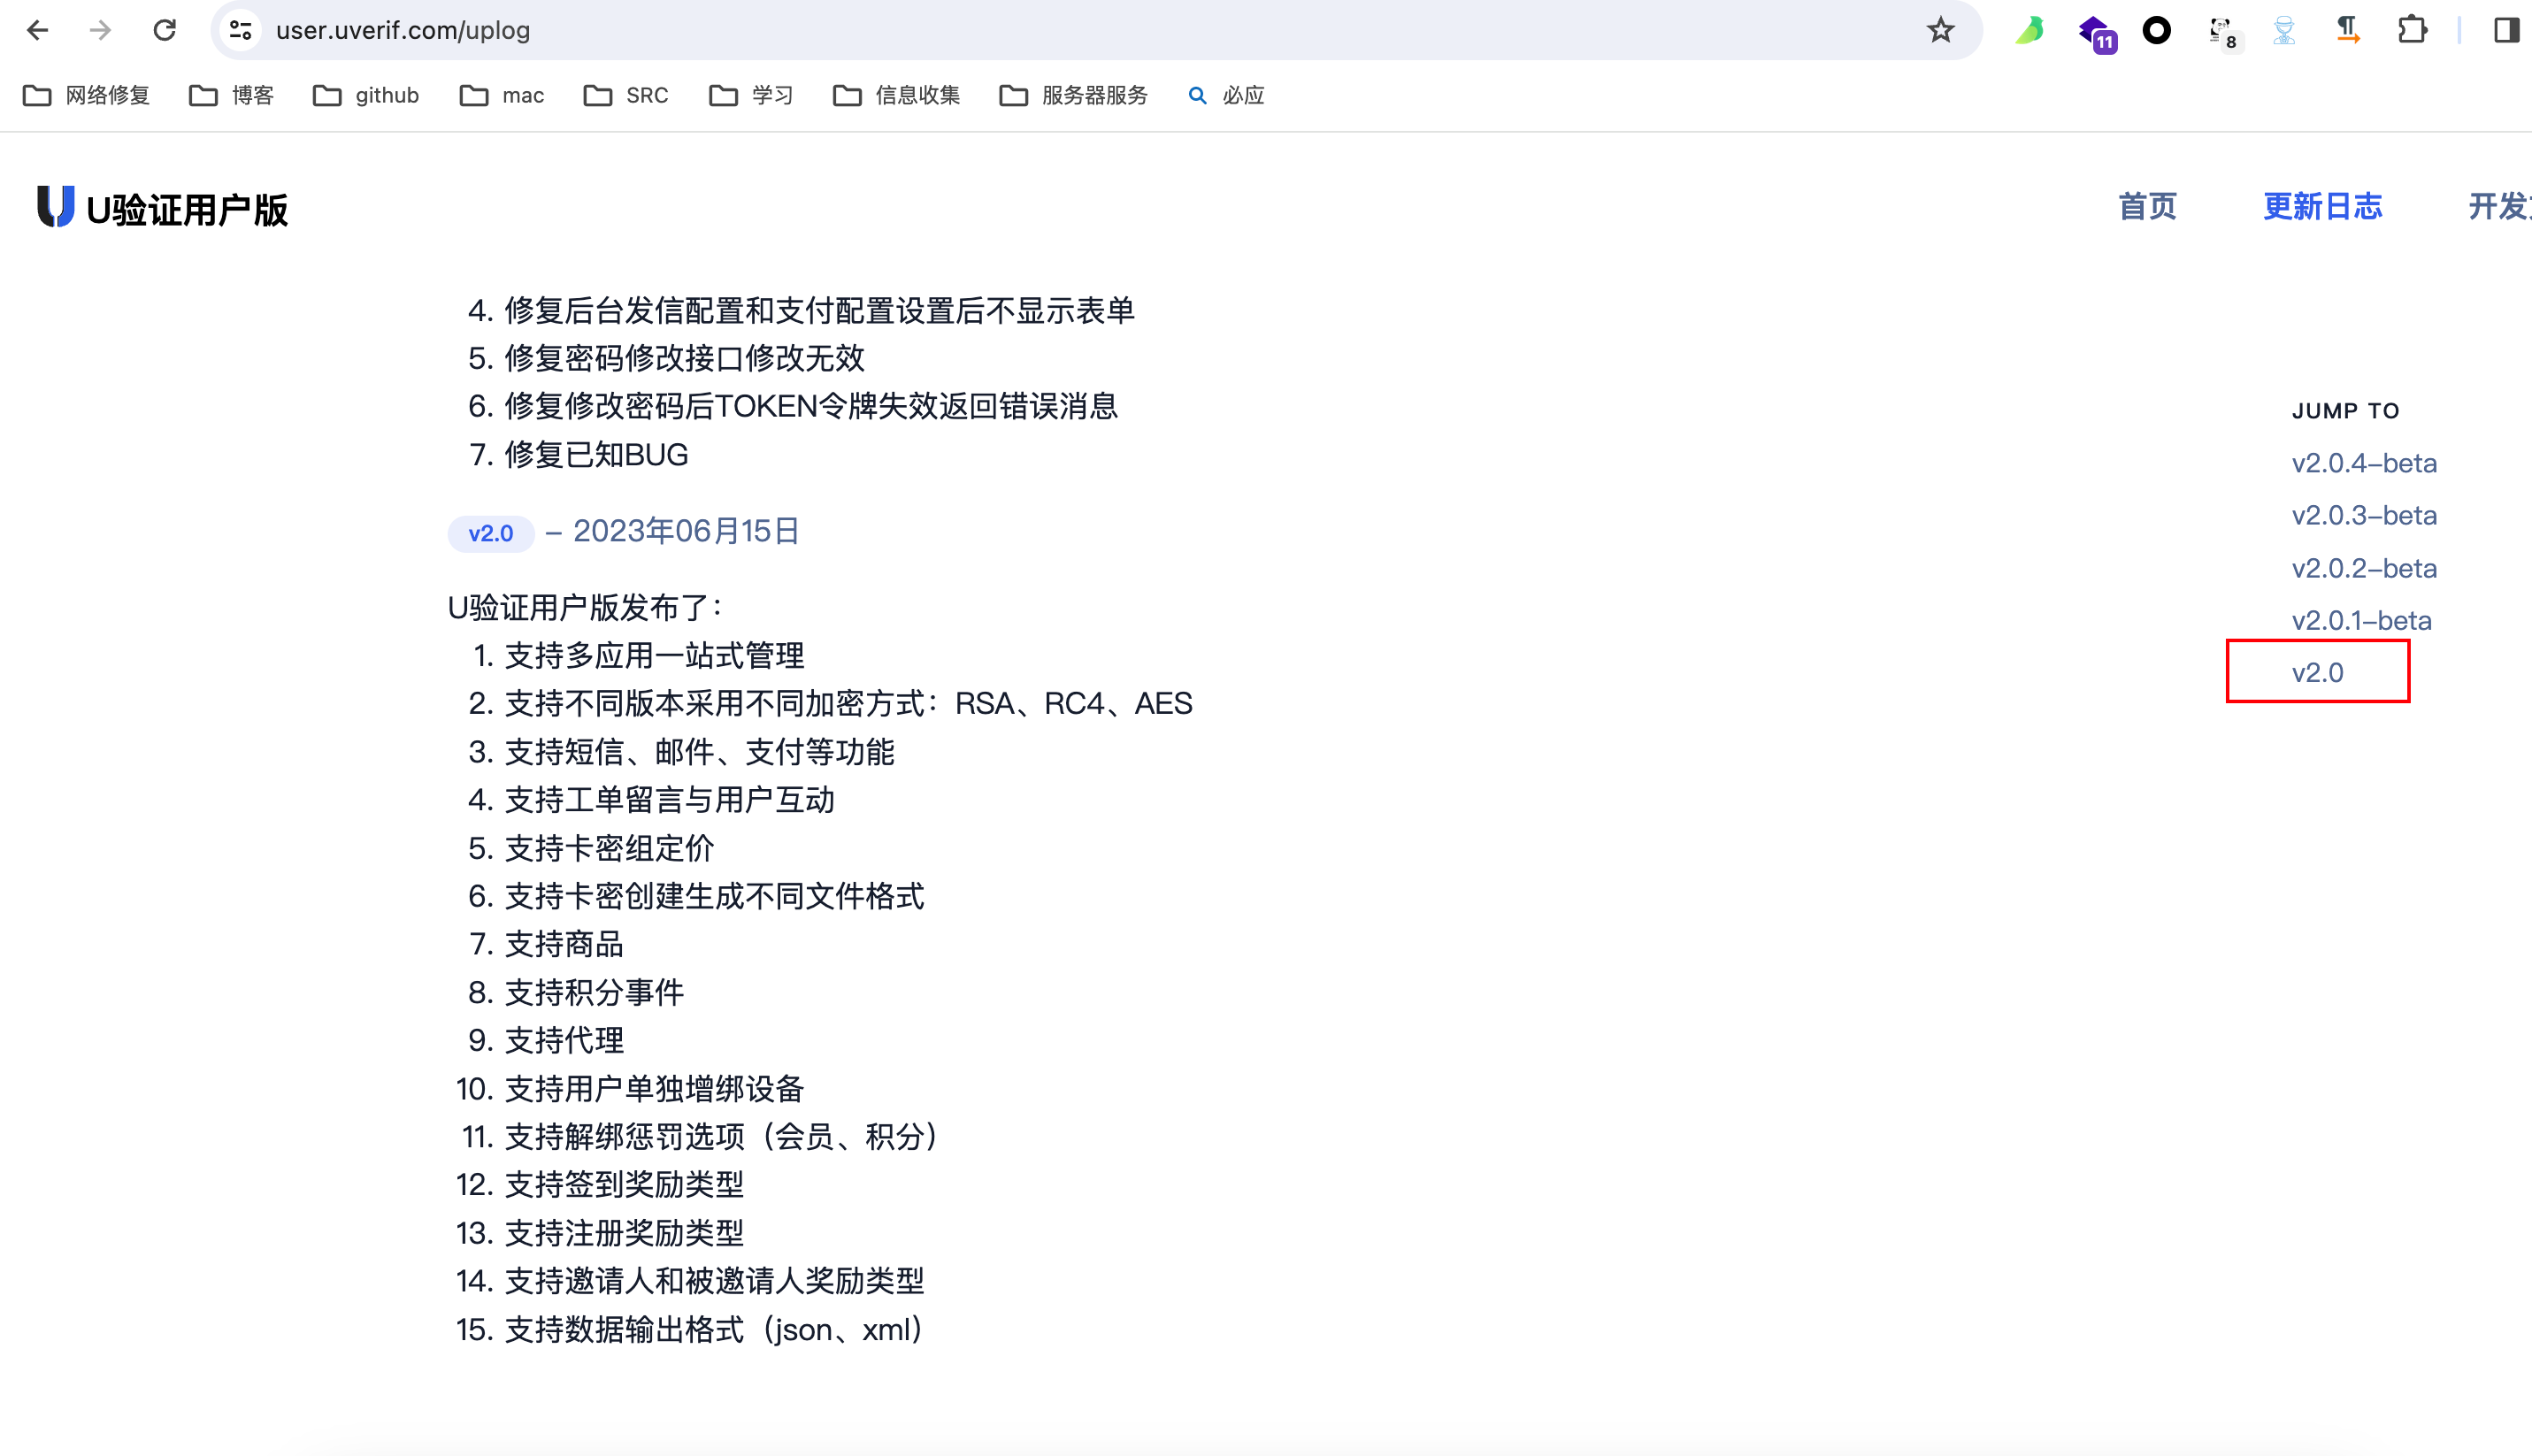 user.uverif.com/uplog
11
8
网络修复 博客 github mac SRC 学习 信息收集 服务器服务 必应
U验证用户版
首页 更新日志 开发
4. 修复后台发信配置和支付配置设置后不显示表单
5. 修复密码修改接口修改无效
6. 修复修改密码后TOKEN令牌失效返回错误消息
7. 修复已知BUG
v2.0 – 2023年06月15日
U验证用户版发布了：
1. 支持多应用一站式管理
2. 支持不同版本采用不同加密方式：RSA、RC4、AES
3. 支持短信、邮件、支付等功能
4. 支持工单留言与用户互动
5. 支持卡密组定价
6. 支持卡密创建生成不同文件格式
7. 支持商品
8. 支持积分事件
9. 支持代理
10. 支持用户单独增绑设备
11. 支持解绑惩罚选项（会员、积分）
12. 支持签到奖励类型
13. 支持注册奖励类型
14. 支持邀请人和被邀请人奖励类型
15. 支持数据输出格式（json、xml）
JUMP TO
v2.0.4–beta
v2.0.3–beta
v2.0.2–beta
v2.0.1–beta
v2.0